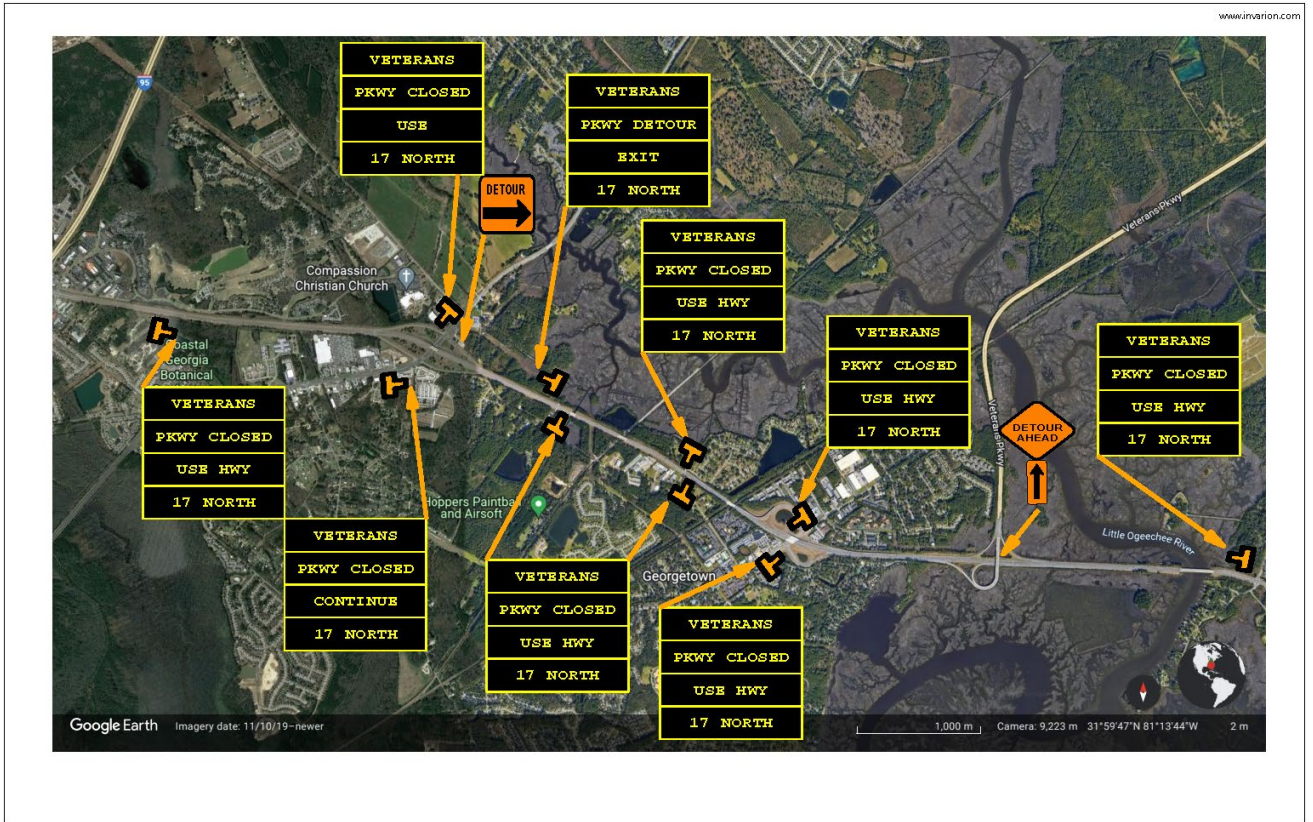 www.invarion.com
95
VETERANS
PKWY CLOSED
USE
17 NORTH
VETERANS
PKWY DETOUR
EXIT
17 NORTH
DETOUR
VETERANS
PKWY CLOSED
USE HWY
17 NORTH
Veterans Pkwy
Compassion
Christian Church
VETERANS
PKWY CLOSED
USE HWY
17 NORTH
VETERANS
PKWY CLOSED
USE HWY
17 NORTH
Coastal
Georgia
Botanical
VETERANS
PKWY CLOSED
USE HWY
17 NORTH
Veterans Pkwy
DETOUR
AHEAD
Hoppers Paintba
and Airsoft
VETERANS
PKWY CLOSED
CONTINUE
17 NORTH
Little Ogeechee River
VETERANS
PKWY CLOSED
USE HWY
17 NORTH
Georgetown
VETERANS
PKWY CLOSED
USE HWY
17 NORTH
Google Earth
Imagery date: 11/10/19-newer
1,000 m
Camera: 9,223 m 31°59'47"N 81°13'44"W
2 m